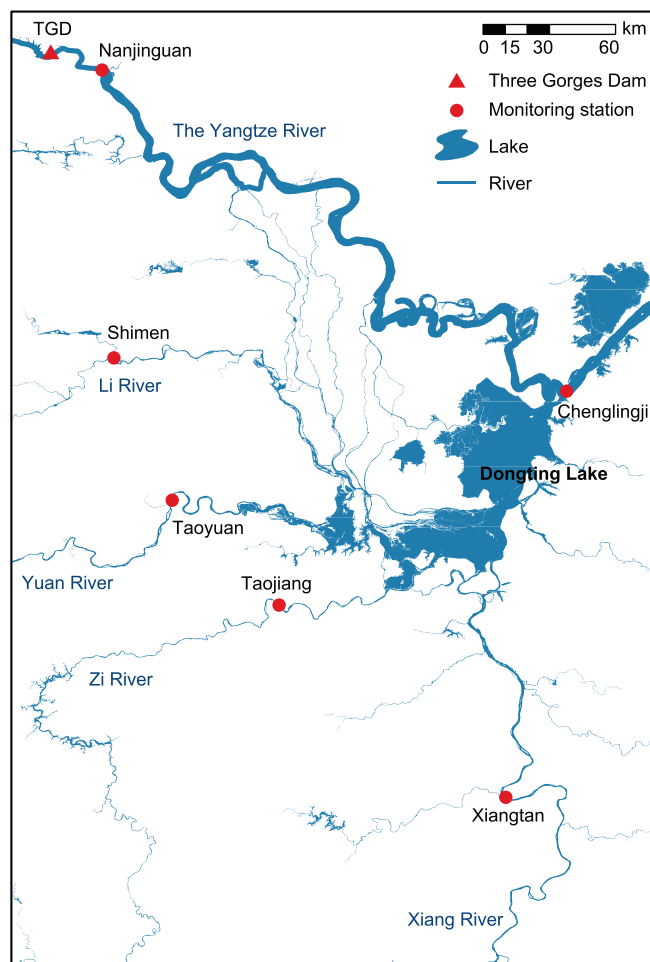 TGD
Nanjinguan
km
0 15 30 60
Three Gorges Dam
Monitoring station
Lake
River
The Yangtze River
Shimen
Li River
Chenglingji
Dongting Lake
Taoyuan
Yuan River
Taojiang
Zi River
Xiangtan
Xiang River